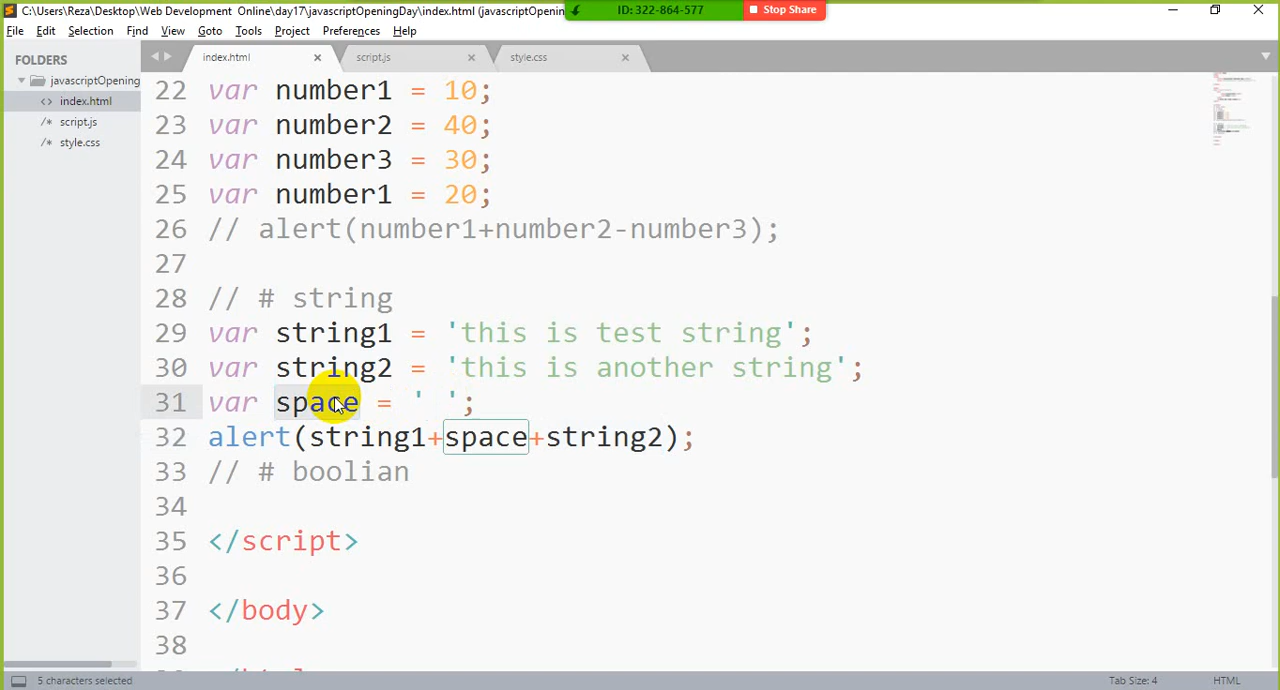 C:\Users\Reza\Desktop\Web Development Online\day17\javascriptOpeningDay\index.html (javascriptOpenin
ID: 322-864-577
Stop Share
File Edit Selection Find View Goto Tools Project Preferences Help
FOLDERS
javascriptOpening
index.html
script.js
style.css
index.html
script.js
style.css
22 var number1 = 10;
23 var number2 = 40;
24 var number3 = 30;
25 var number1 = 20;
26 // alert(number1+number2-number3);
27
28 // # string
29 var string1 = 'this is test string';
30 var string2 = 'this is another string';
31 var space = ' ';
32 alert(string1+space+string2);
33 // # boolian
34
35 </script>
36
37 </body>
38
5 characters selected
Tab Size: 4
HTML